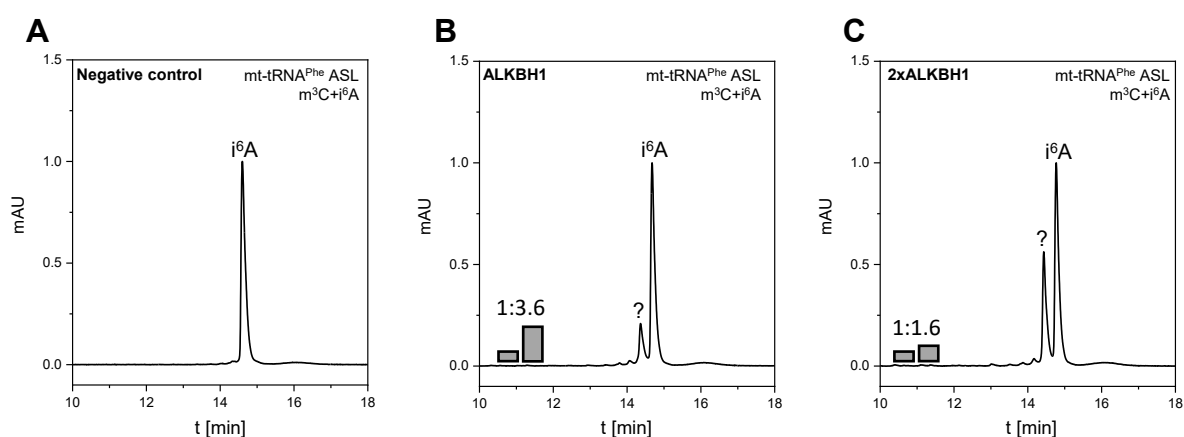 A
Negative control
mt-tRNAPhe ASL
m3C+i6A
i6A
mAU
1.5
1.0
0.5
0.0
10
12
14
16
18
t [min]
B
ALKBH1
mt-tRNAPhe ASL
m3C+i6A
i6A
?
1:3.6
mAU
1.5
1.0
0.5
0.0
10
12
14
16
18
t [min]
C
2xALKBH1
mt-tRNAPhe ASL
m3C+i6A
i6A
?
1:1.6
mAU
1.5
1.0
0.5
0.0
10
12
14
16
18
t [min]